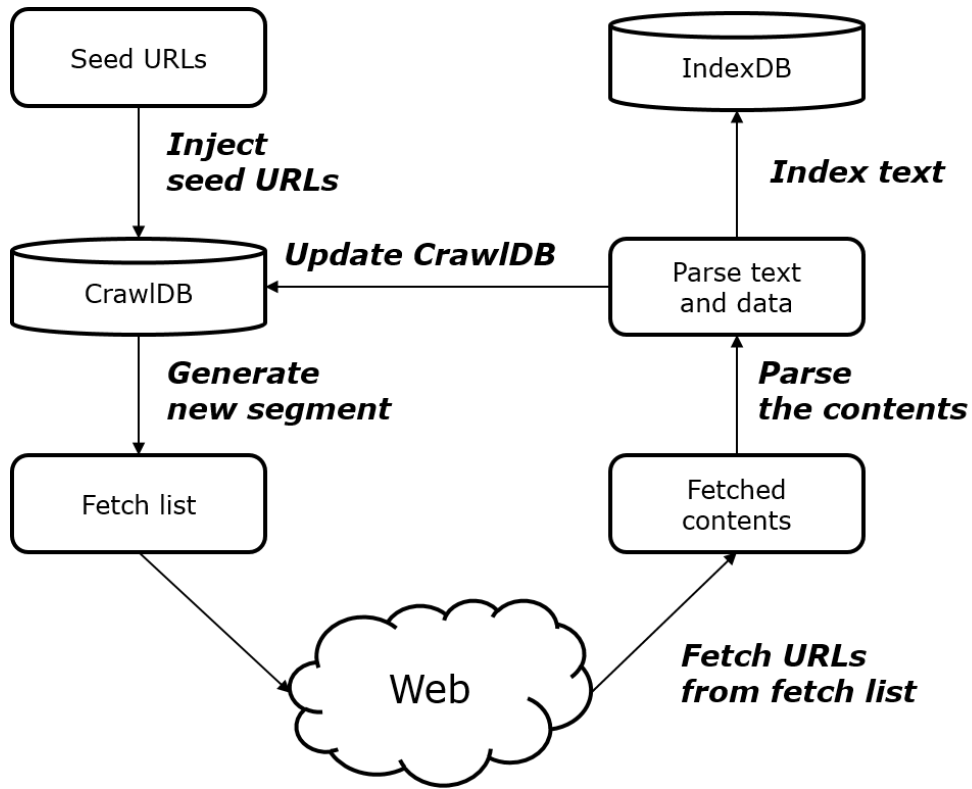 Seed URLs
IndexDB
Inject
seed URLs
Index text
Update CrawlDB
CrawlDB
Parse text
and data
Generate
new segment
Parse
the contents
Fetch list
Fetched
contents
Web
Fetch URLs
from fetch list